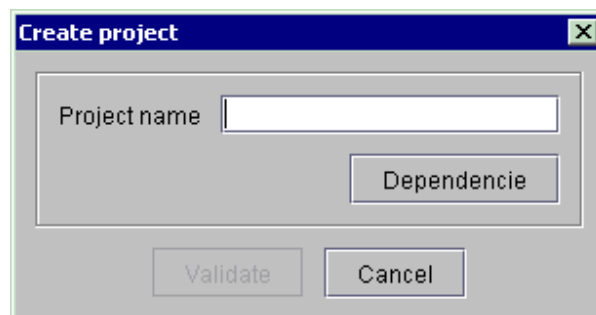 Create project
Project name
Dependencie
Validate Cancel